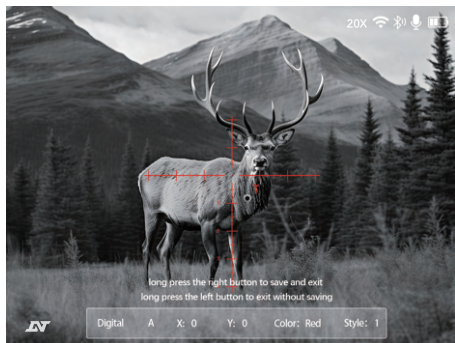 20X
long press the right button to save and exit
long press the left button to exit without saving
Digital A X: 0 Y: 0 Color: Red Style: 1